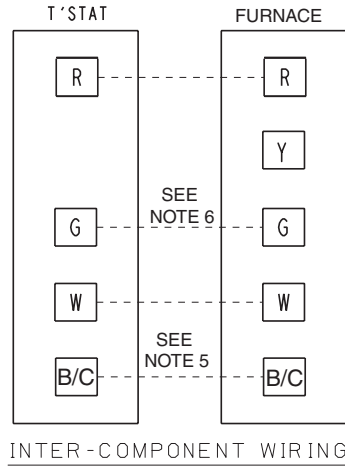 T'STAT FURNACE
R R
Y
SEE
NOTE 6
G G
W W
SEE
NOTE 5
B/C B/C
INTER-COMPONENT WIRING